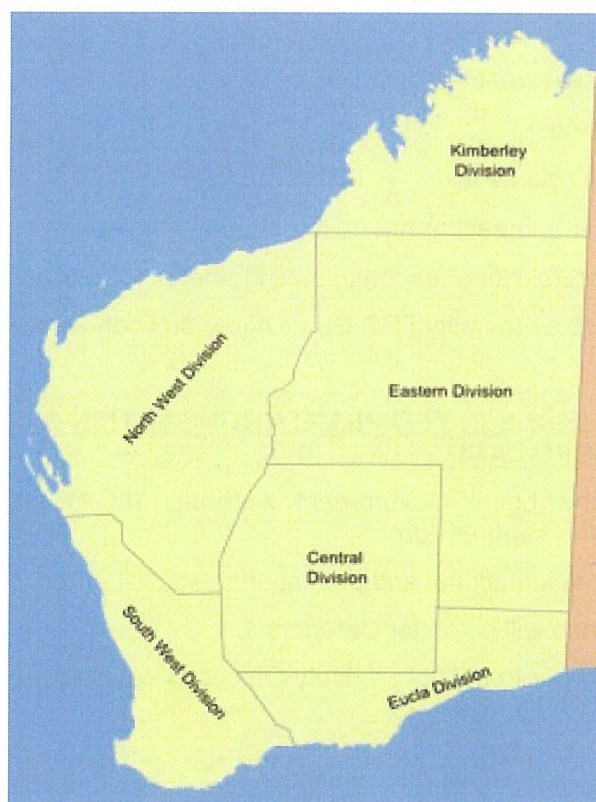 Kimberley
Division
North West Division
Eastern Division
Central
Division
South West Division
Eucla Division